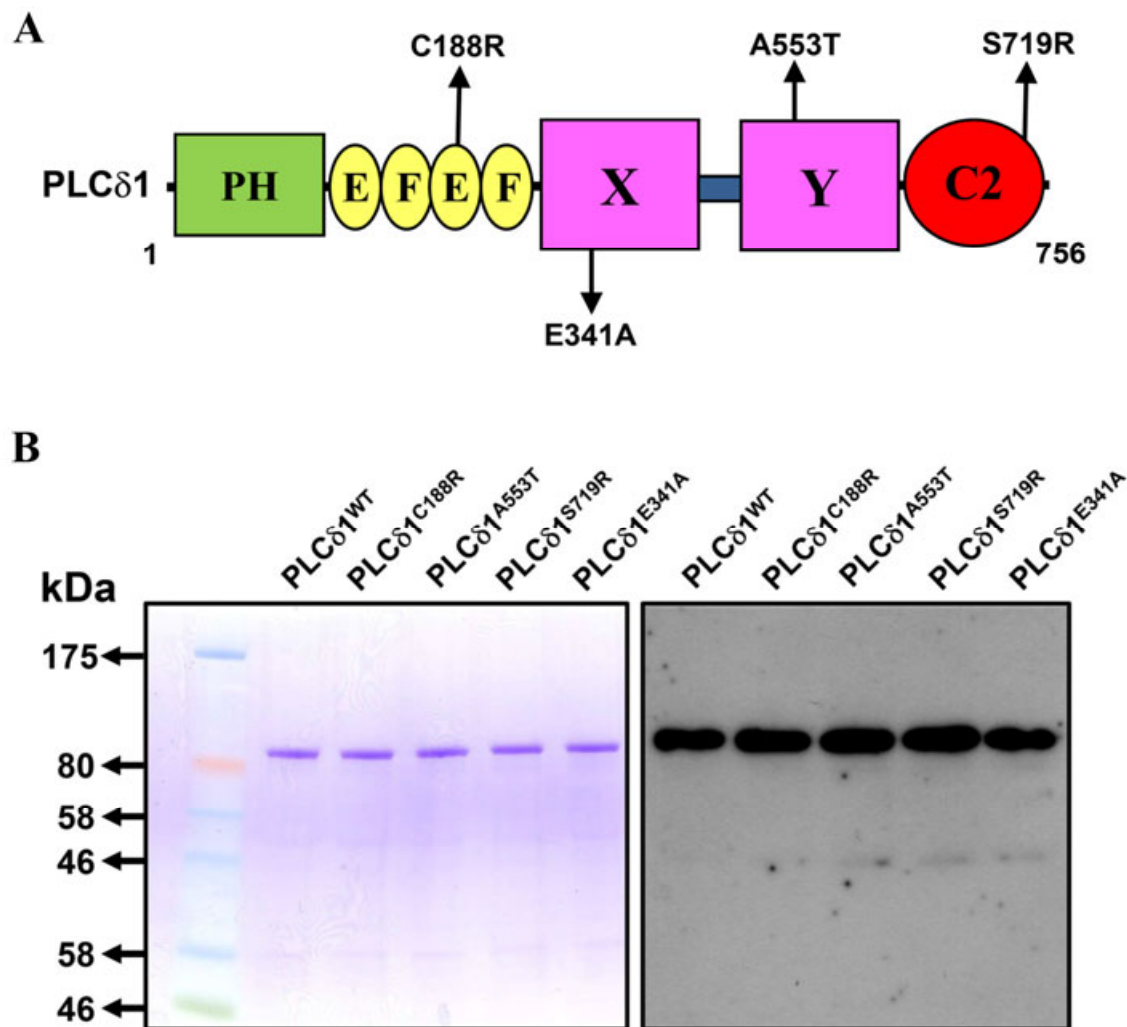 A
C188R
A553T
S719R
PLCδ1
PH
E F E F
X
Y
C2
1
756
E341A
B
kDa
PLCδ1WT
PLCδ1C188R
PLCδ1A553T
PLCδ1S719R
PLCδ1E341A
PLCδ1WT
PLCδ1C188R
PLCδ1A553T
PLCδ1S719R
PLCδ1E341A
175
80
58
46
58
46